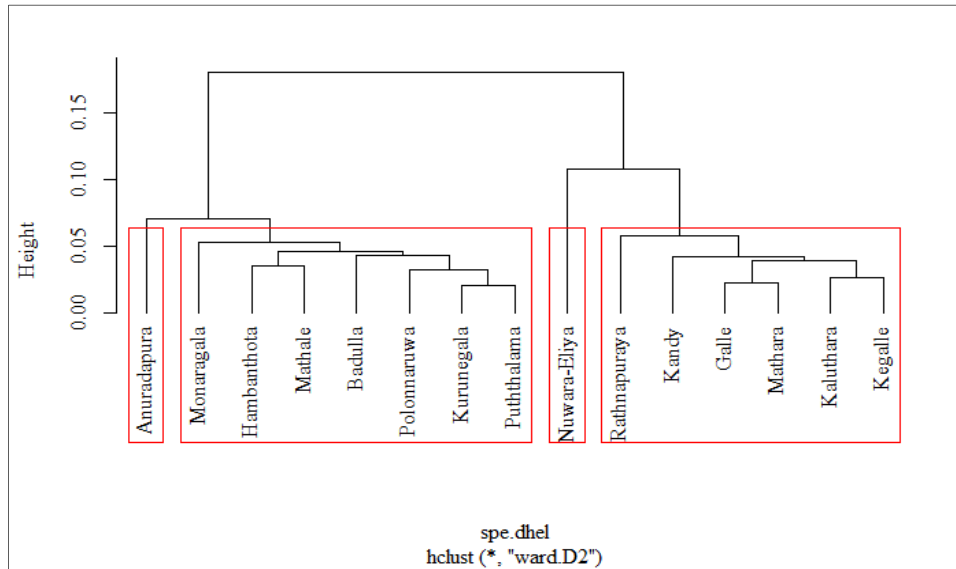 Height
0.00
0.05
0.10
0.15
Anuradapura
Monaragala
Hambanthota
Mathale
Badulla
Polonnaruwa
Kurunegala
Puththalama
Nuwara-Eliya
Rathnapuraya
Kandy
Galle
Mathara
Kaluthara
Kegalle
spe.dhel
hclust (*, "ward.D2")